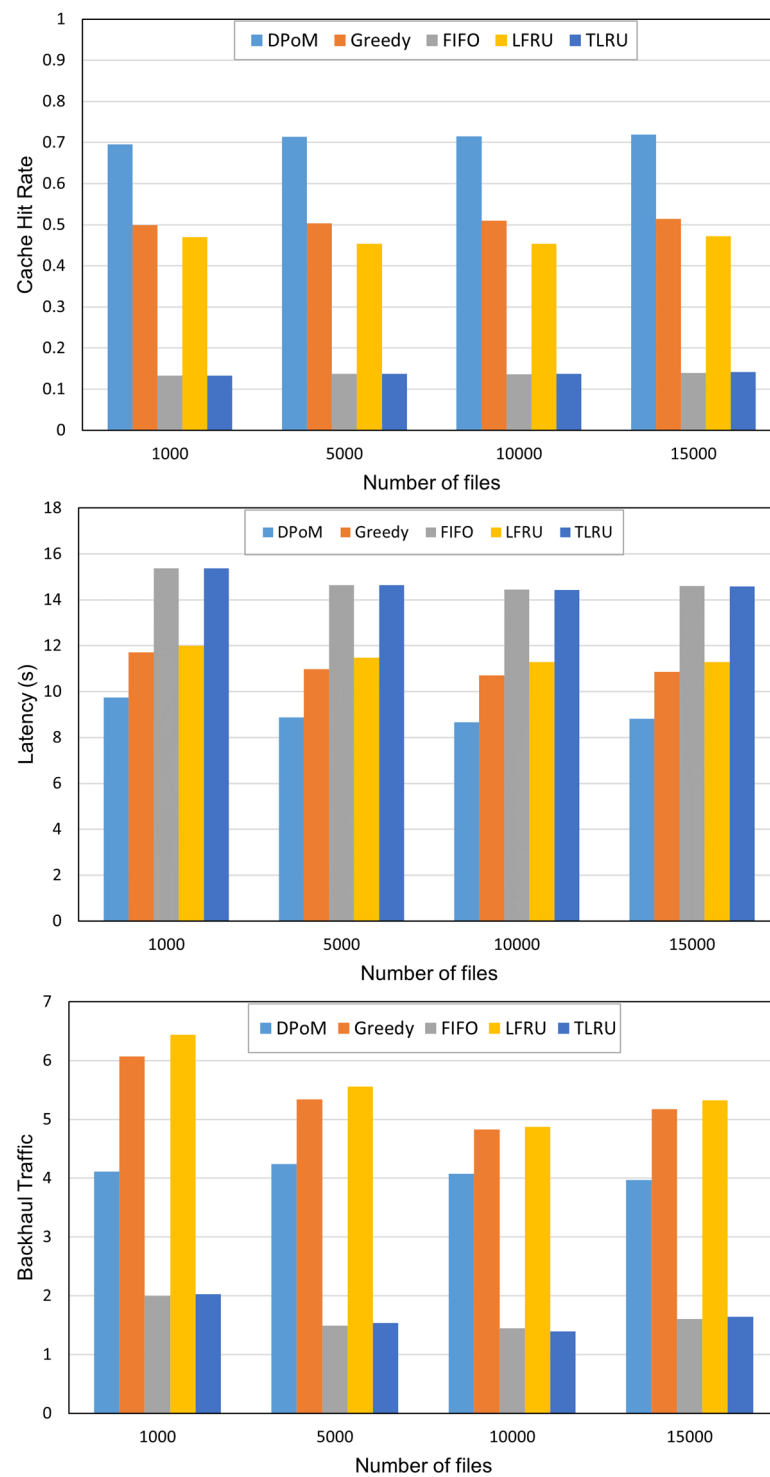 1
DPoM Greedy FIFO LFRU TLRU
0.9
0.8
0.7
0.6
0.5
0.4
0.3
0.2
0.1
0
Cache Hit Rate
1000 5000 10000 15000
Number of files
18
DPoM Greedy FIFO LFRU TLRU
16
14
12
10
8
6
4
2
0
Latency (s)
1000 5000 10000 15000
Number of files
7
DPoM Greedy FIFO LFRU TLRU
6
5
4
3
2
1
0
Backhaul Traffic
1000 5000 10000 15000
Number of files